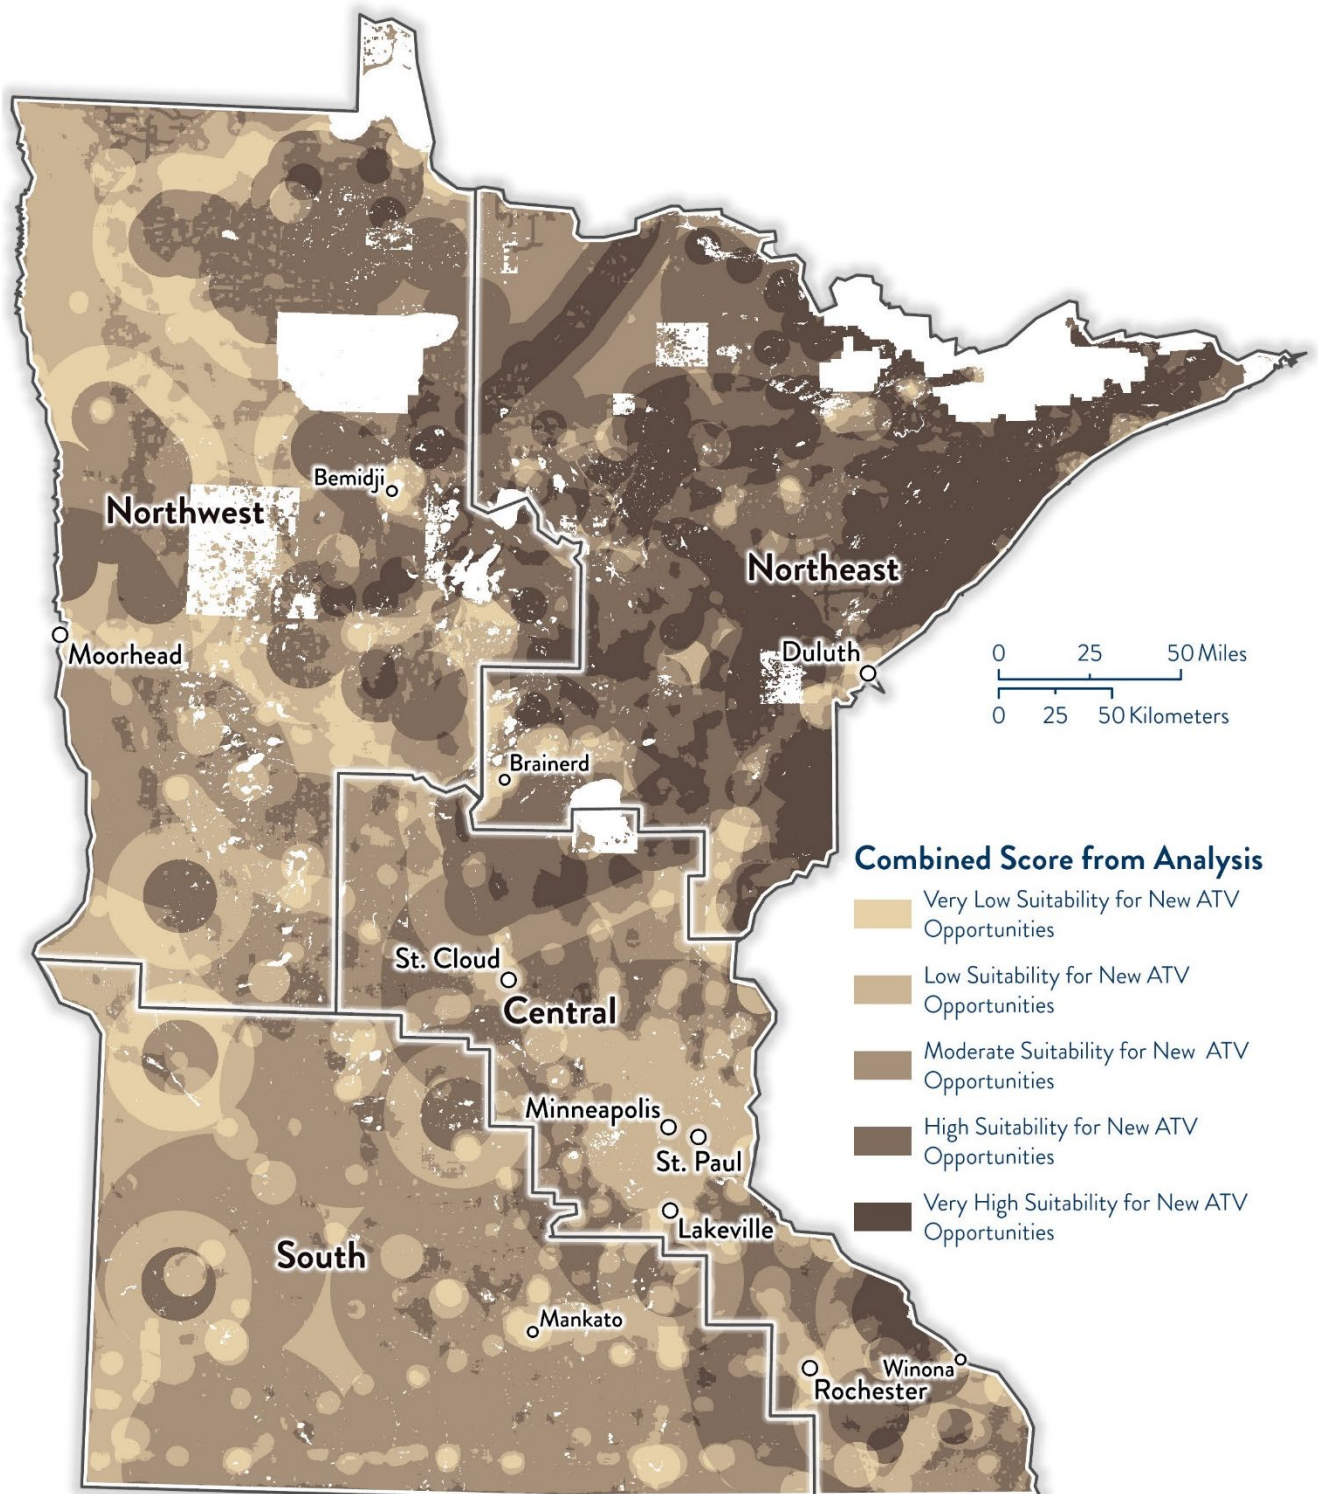 Bemidji
Northwest
Northeast
Moorhead
Duluth
0 25 50 Miles
0 25 50 Kilometers
Brainerd
Combined Score from Analysis
Very Low Suitability for New ATV
Opportunities
Low Suitability for New ATV
Opportunities
Moderate Suitability for New ATV
Opportunities
High Suitability for New ATV
Opportunities
Very High Suitability for New ATV
Opportunities
St. Cloud
Central
Minneapolis
St. Paul
Lakeville
South
Mankato
Winona
Rochester